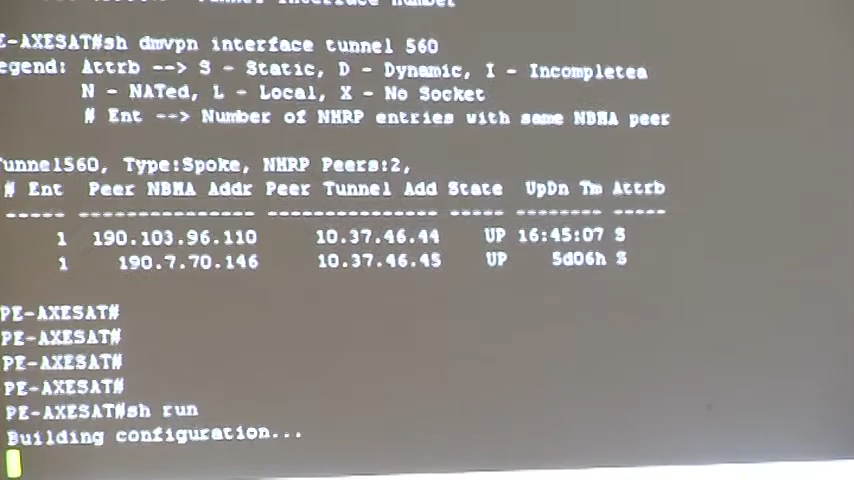 E-AXESAT#sh dmvpn interface tunnel 560
egend: Attrb --> S - Static, D - Dynamic, I - Incompletea
N - NATed, L - Local, X - No Socket
# Ent --> Number of NHRP entries with same NBMA peer
unnel560, Type:Spoke, NHRP Peers:2,
# Ent Peer NBMA Addr Peer Tunnel Add State UpDn Tm Attrb
----- --------------- --------------- ----- -------- -----
1 190.103.96.110 10.37.46.44 UP 16:45:07 S
1 190.7.70.146 10.37.46.45 UP 5d06h S
PE-AXESAT#
PE-AXESAT#
PE-AXESAT#
PE-AXESAT#
PE-AXESAT#sh run
Building configuration...